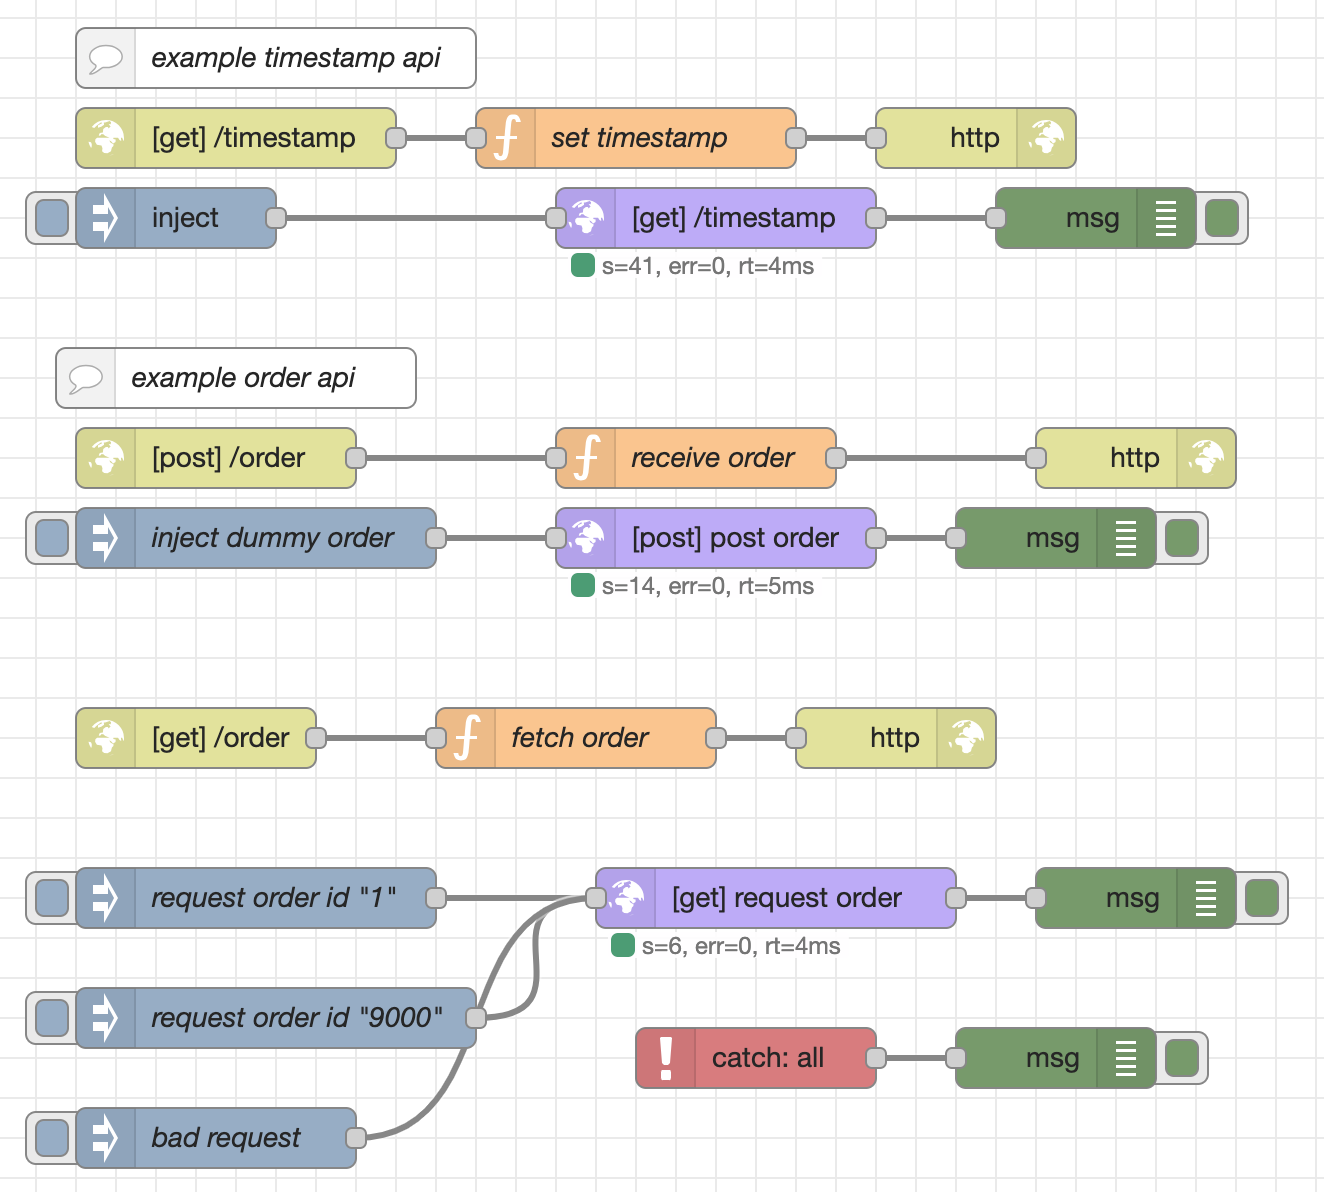 example timestamp api
[get] /timestamp
set timestamp
http
inject
[get] /timestamp
msg
s=41, err=0, rt=4ms
example order api
[post] /order
receive order
http
inject dummy order
[post] post order
msg
s=14, err=0, rt=5ms
[get] /order
fetch order
http
request order id "1"
[get] request order
msg
s=6, err=0, rt=4ms
request order id "9000"
catch: all
msg
bad request